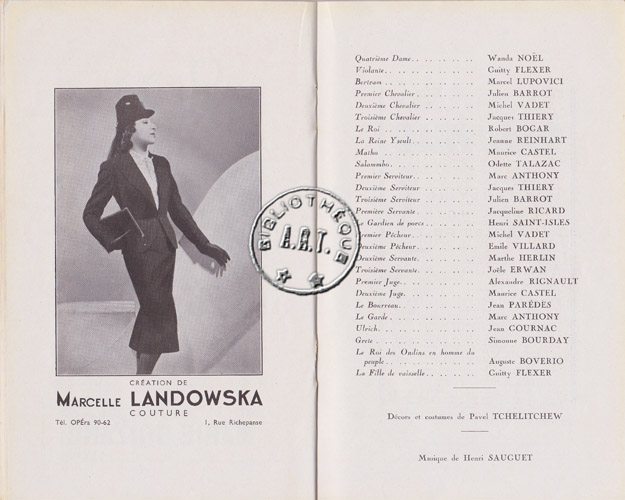 CRÉATION DE
MARCELLE LANDOWSKA
COUTURE
Tél. OPÉra 90-62 1, Rue Richepanse
BIBLIOTHÈQUE
A.R.T.
Quatrième Dame . . . . . . . . Wanda NOËL
Violante . . . . . . . . . . . Guitty FLEXER
Bertram . . . . . . . . . . . Marcel LUPOVICI
Premier Chevalier . . . . . . . Julien BARROT
Deuxième Chevalier . . . . . . . Michel VADET
Troisième Chevalier . . . . . . . Jacques THIERY
Le Roi . . . . . . . . . . . Robert BOGAR
La Reine Yseult . . . . . . . . Jeanne REINHART
Matho . . . . . . . . . . . Maurice CASTEL
Salammbo . . . . . . . . . . . Odette TALAZAC
Premier Serviteur . . . . . . . Marc ANTHONY
Deuxième Serviteur . . . . . . . Jacques THIERY
Troisième Serviteur . . . . . . . Julien BARROT
Première Servante . . . . . . . Jacqueline RICARD
Le Gardien de porcs . . . . . . . Henri SAINT-ISLES
Premier Pêcheur . . . . . . . . Michel VADET
Deuxième Pêcheur . . . . . . . . Emile VILLARD
Deuxième Servante . . . . . . . Marthe HERLIN
Troisième Servante . . . . . . . Joële ERWAN
Premier Juge . . . . . . . . . Alexandre RIGNAULT
Deuxième Juge . . . . . . . . . Maurice CASTEL
Le Bourreau . . . . . . . . . Jean PARÉDÈS
Le Garde . . . . . . . . . . . Marc ANTHONY
Ulrich . . . . . . . . . . . Jean COURNAC
Grete . . . . . . . . . . . Simonne BOURDAY
Le Roi des Ondins en homme du
peuple . . . . . . . . . . . Auguste BOVERIO
La Fille de vaisselle . . . . . . . Guitty FLEXER
Décors et costumes de Pavel TCHELITCHEW
Musique de Henri SAUGUET